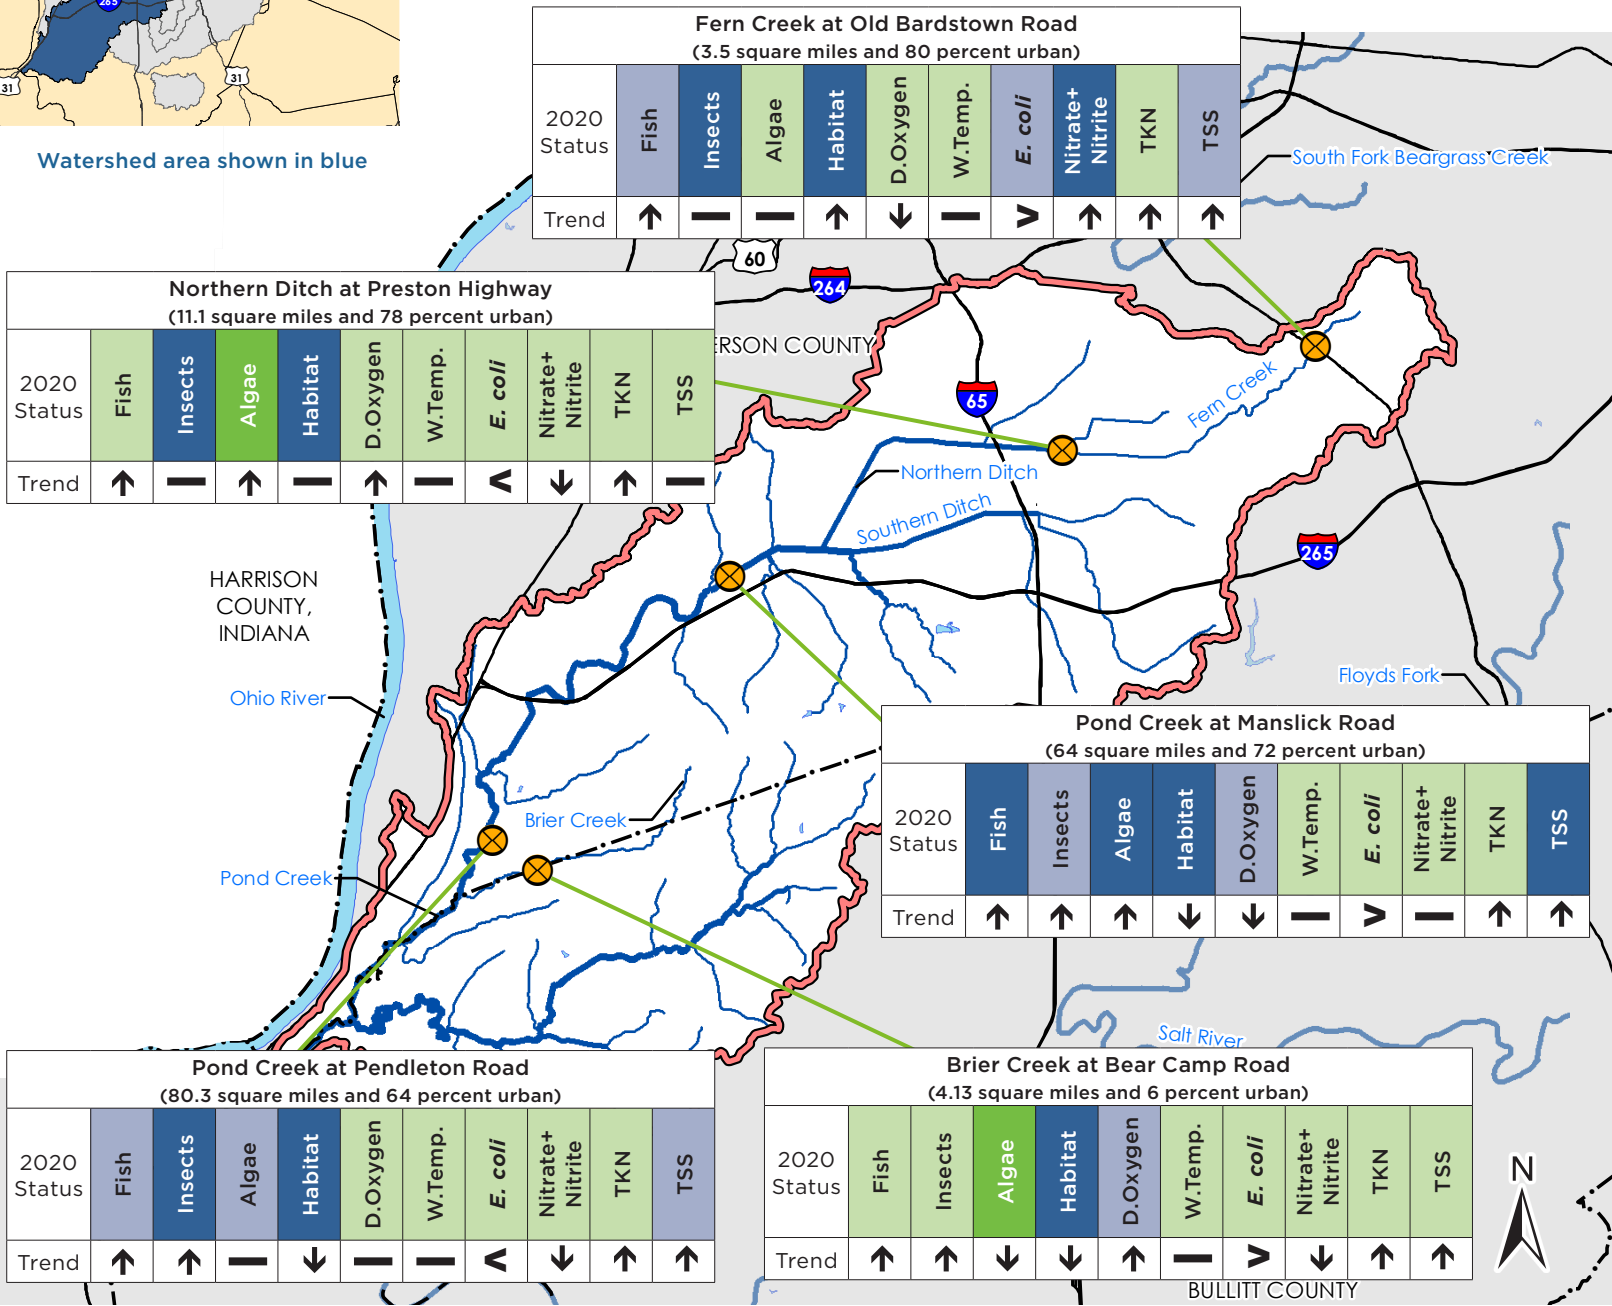 265
31
31
Watershed area shown in blue
Fern Creek at Old Bardstown Road
(3.5 square miles and 80 percent urban)
2020 Status
Fish
Insects
Algae
Habitat
D.Oxygen
W.Temp.
E. coli
Nitrate+
Nitrite
TKN
TSS
Trend
>
South Fork Beargrass Creek
60
264
ERSON COUNTY
Northern Ditch at Preston Highway
(11.1 square miles and 78 percent urban)
2020
Status
Fish
Insects
Algae
Habitat
D.Oxygen
W.Temp.
E. coli
Nitrate+
Nitrite
TKN
TSS
Trend
<
65
Fern Creek
Northern Ditch
Southern Ditch
265
HARRISON
COUNTY,
INDIANA
Ohio River
Floyds Fork
Pond Creek at Manslick Road
(64 square miles and 72 percent urban)
2020
Status
Fish
Insects
Algae
Habitat
D.Oxygen
W.Temp.
E. coli
Nitrate+
Nitrite
TKN
TSS
Trend
>
Brier Creek
Pond Creek
Salt River
Pond Creek at Pendleton Road
(80.3 square miles and 64 percent urban)
2020
Status
Fish
Insects
Algae
Habitat
D.Oxygen
W.Temp.
E. coli
Nitrate+
Nitrite
TKN
TSS
Trend
<
Brier Creek at Bear Camp Road
(4.13 square miles and 6 percent urban)
2020
Status
Fish
Insects
Algae
Habitat
D.Oxygen
W.Temp.
E. coli
Nitrate+
Nitrite
TKN
TSS
Trend
>
N
BULLITT COUNTY